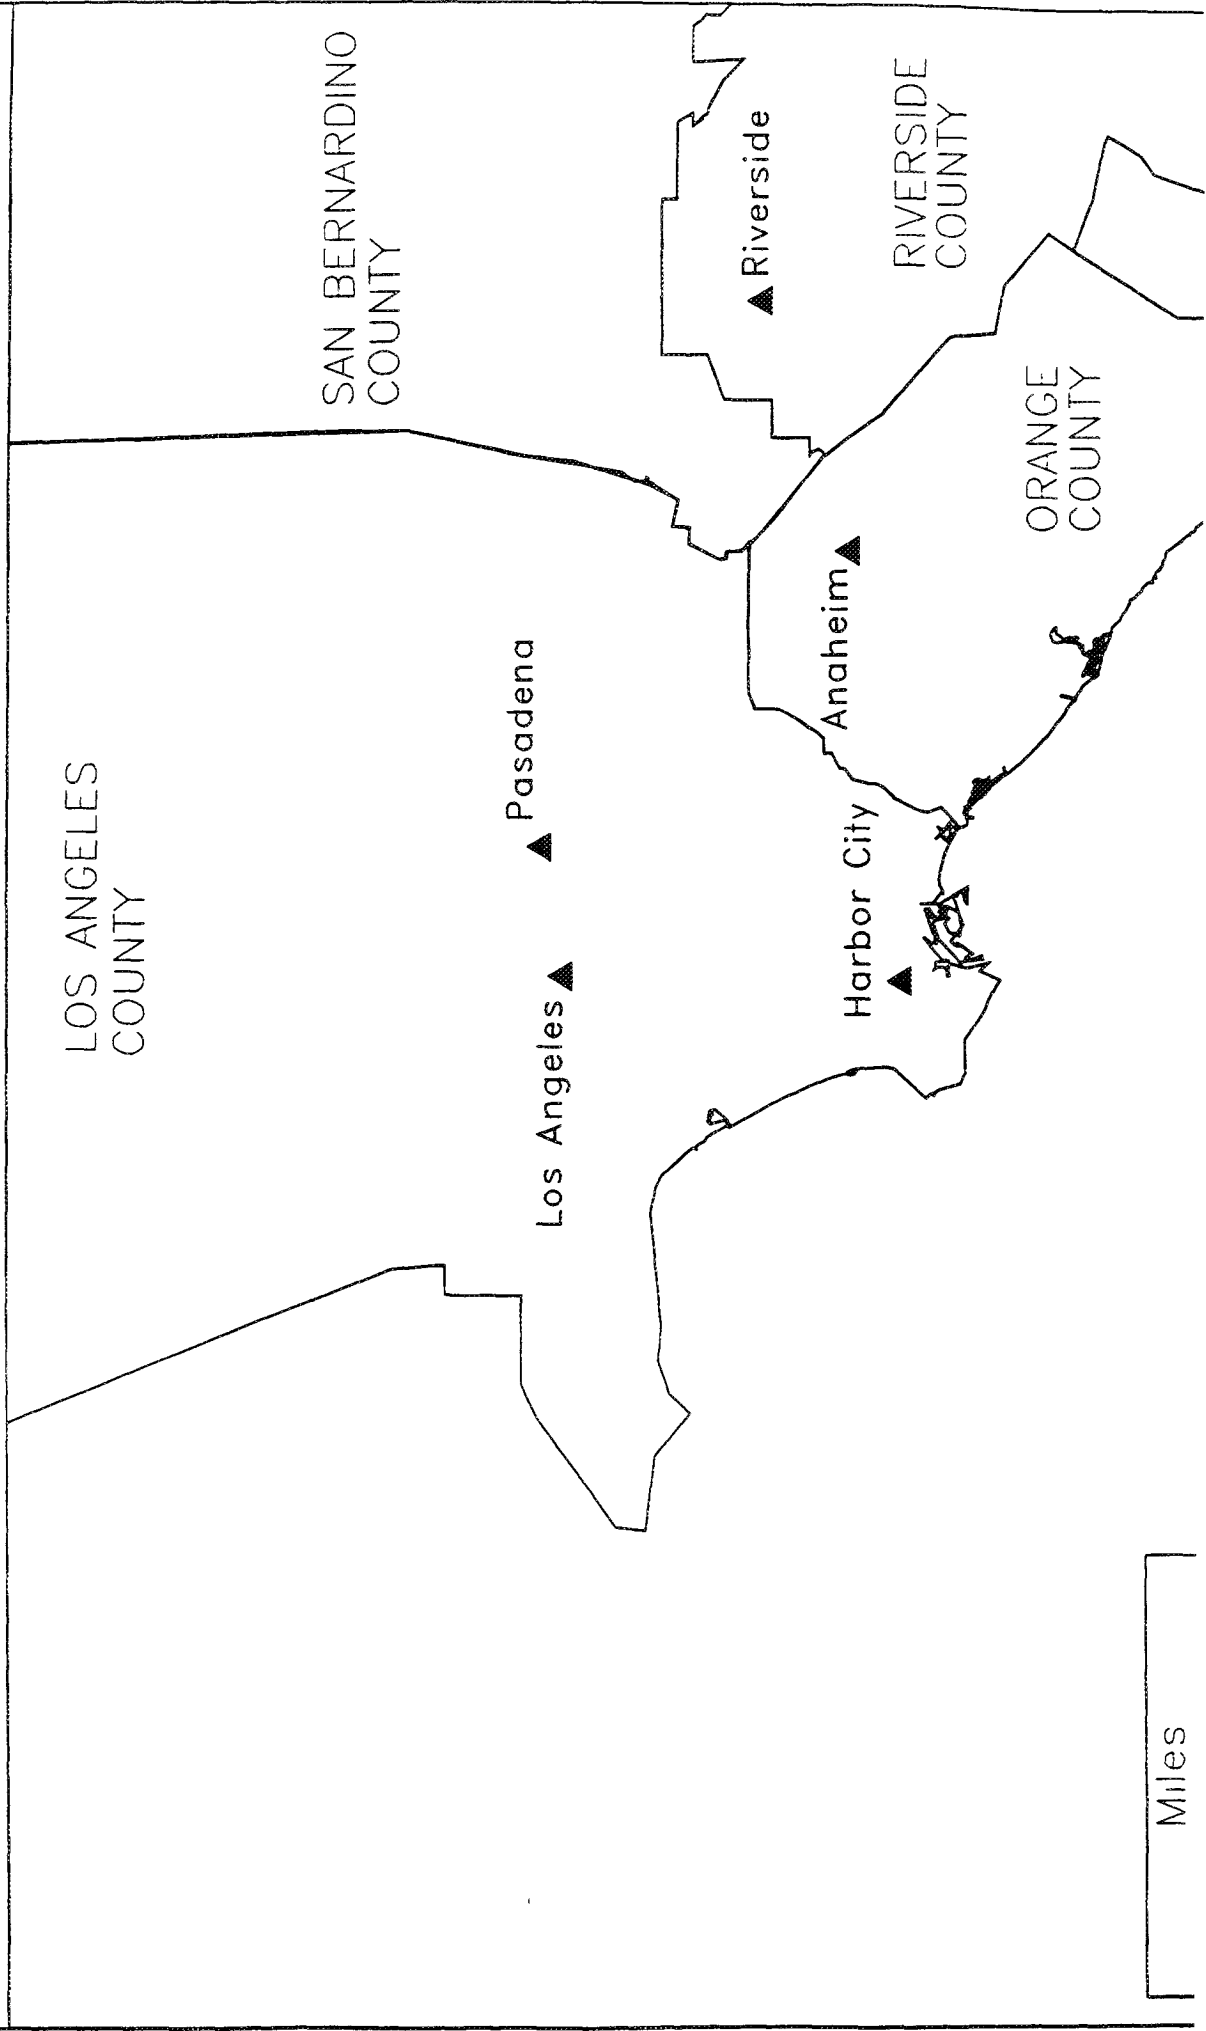 LOS ANGELES
COUNTY
SAN BERNARDINO
COUNTY
Pasadena
Los Angeles
Riverside
Anaheim
Harbor City
RIVERSIDE
COUNTY
ORANGE
COUNTY
Miles